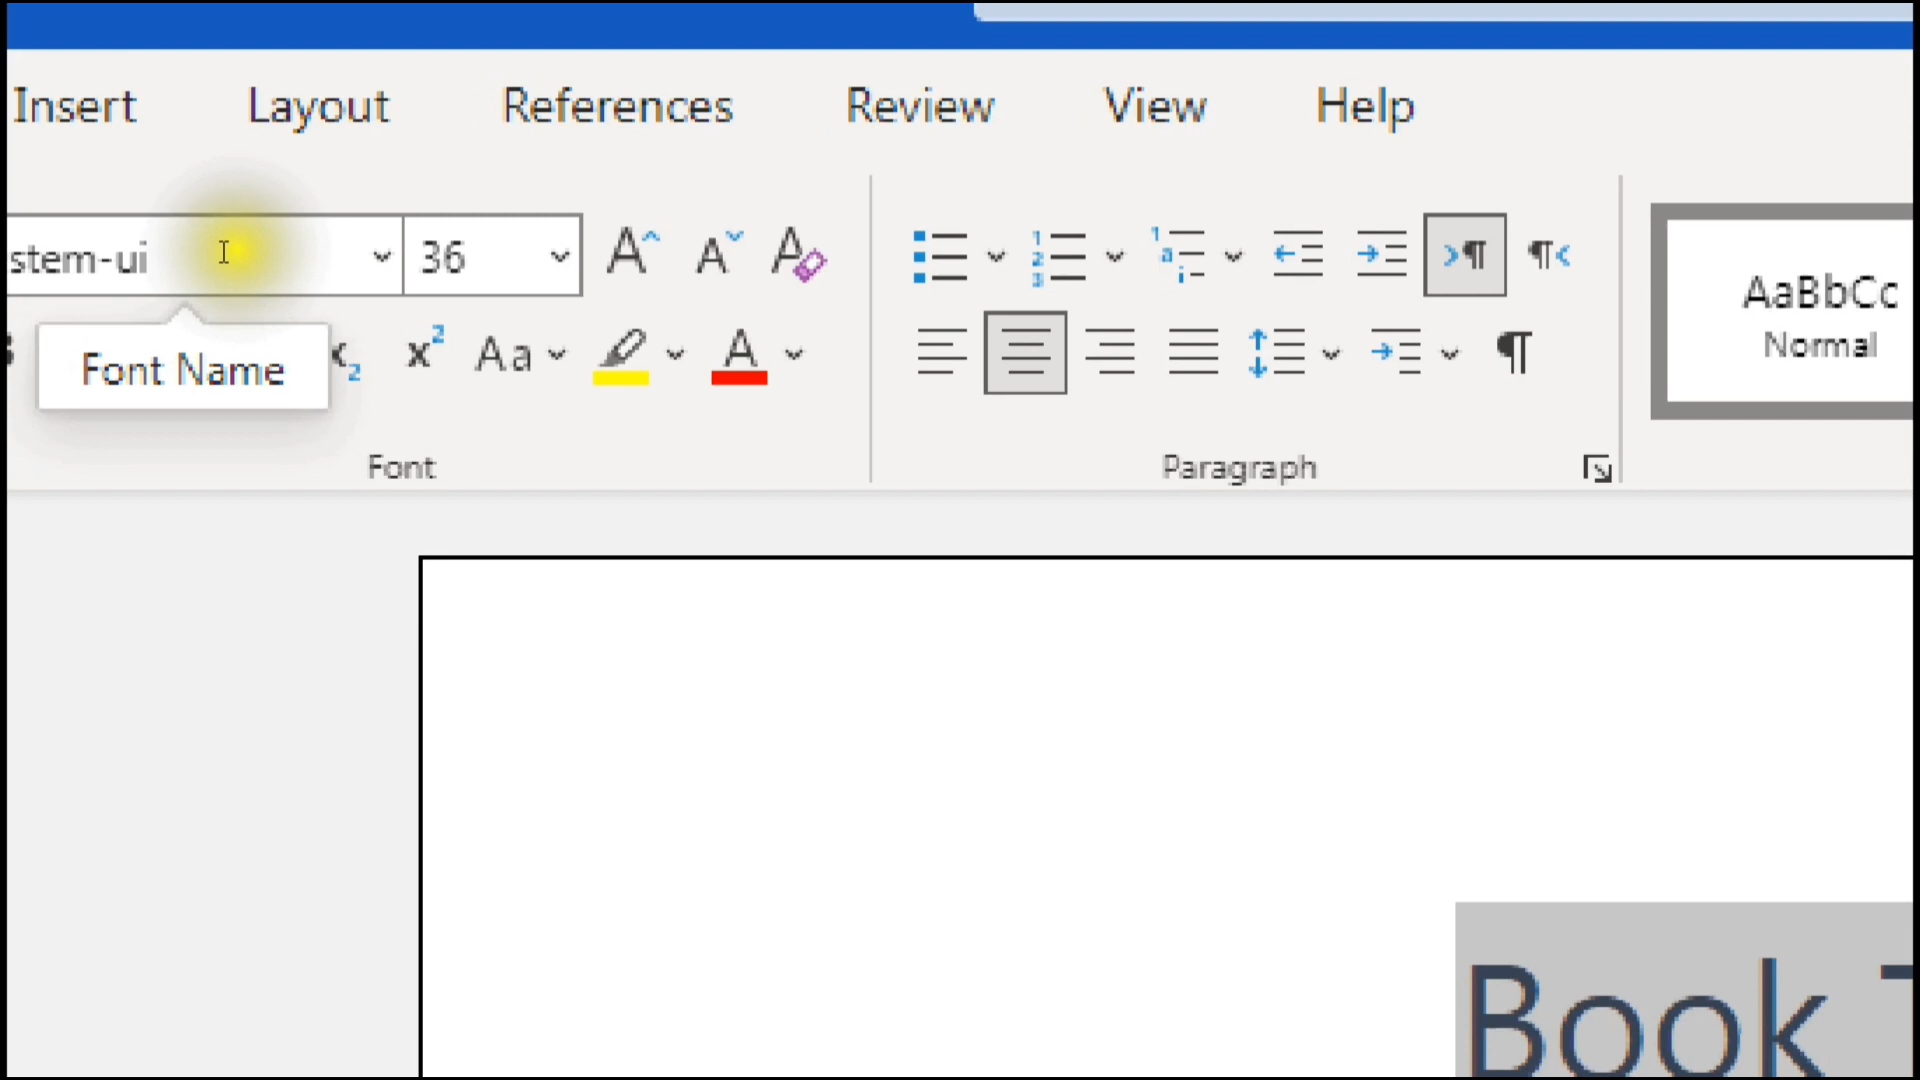 Insert Layout References Review View Help
stem-ui 36
Font Name
Aa
Font Paragraph
AaBbCc
Normal
Book